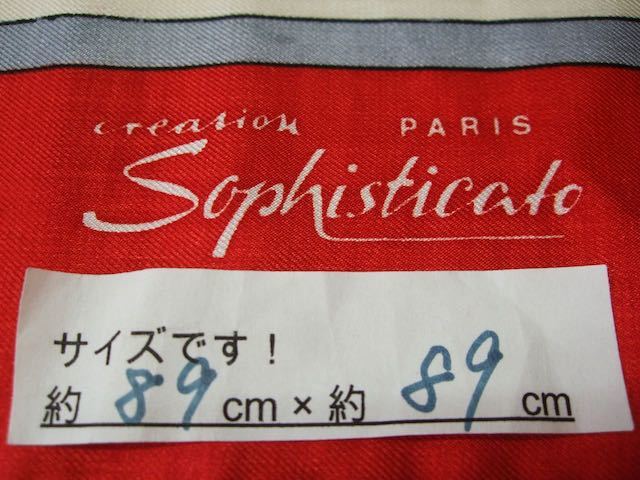 creation PARIS
Sophisticato
サイズです！
約 89 cm × 約 89 cm